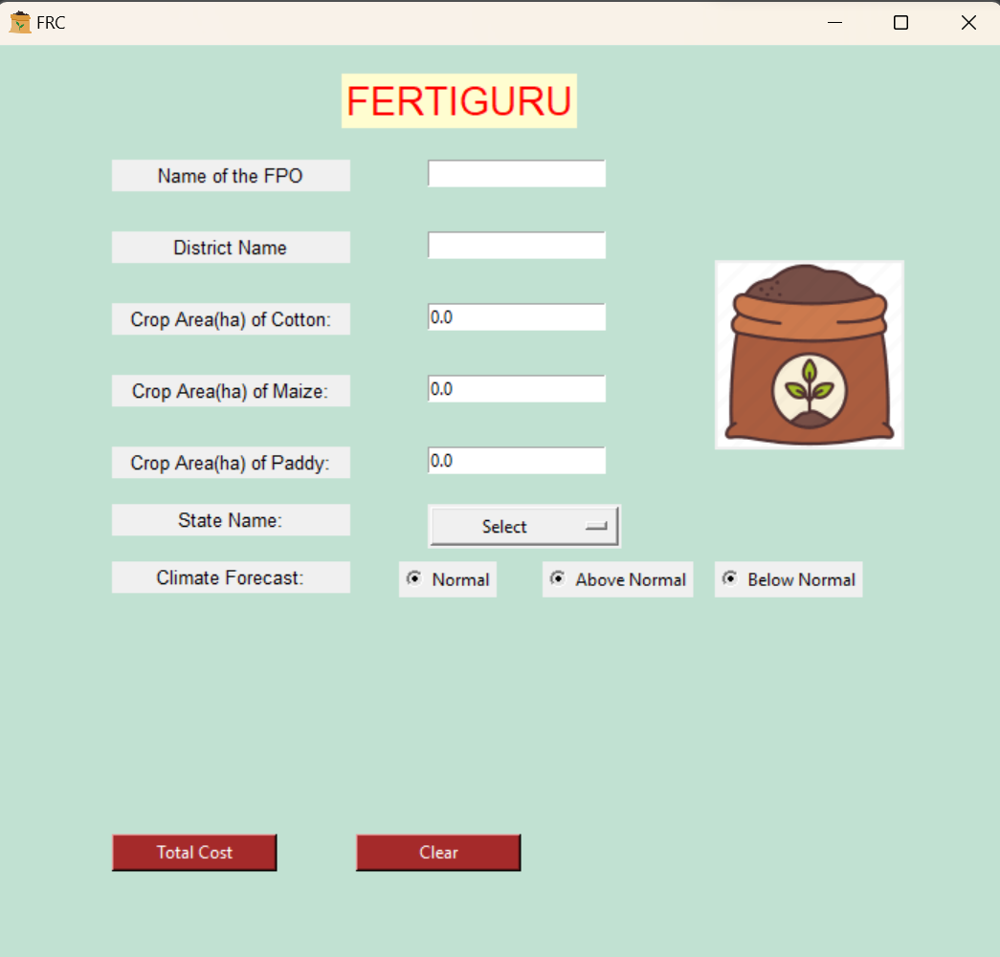 FRC
FERTIGURU
Name of the FPO
District Name
Crop Area(ha) of Cotton: 0.0
Crop Area(ha) of Maize: 0.0
Crop Area(ha) of Paddy: 0.0
State Name: Select
Climate Forecast: Normal Above Normal Below Normal
Total Cost Clear